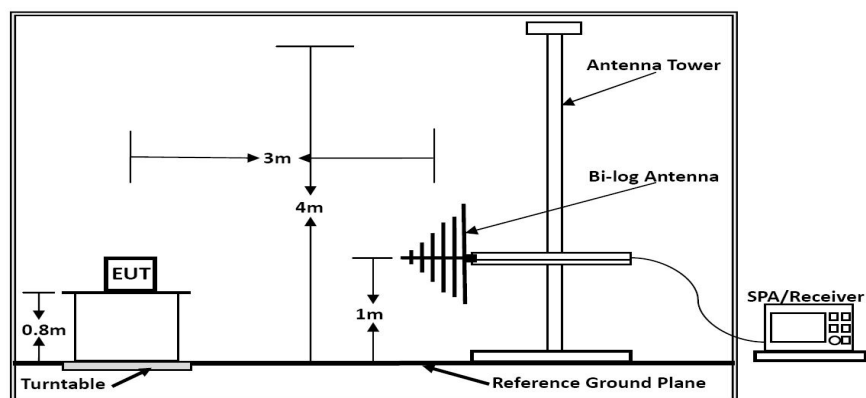 Antenna Tower
3m
Bi-log Antenna
4m
EUT
SPA/Receiver
0.8m
1m
Turntable
Reference Ground Plane